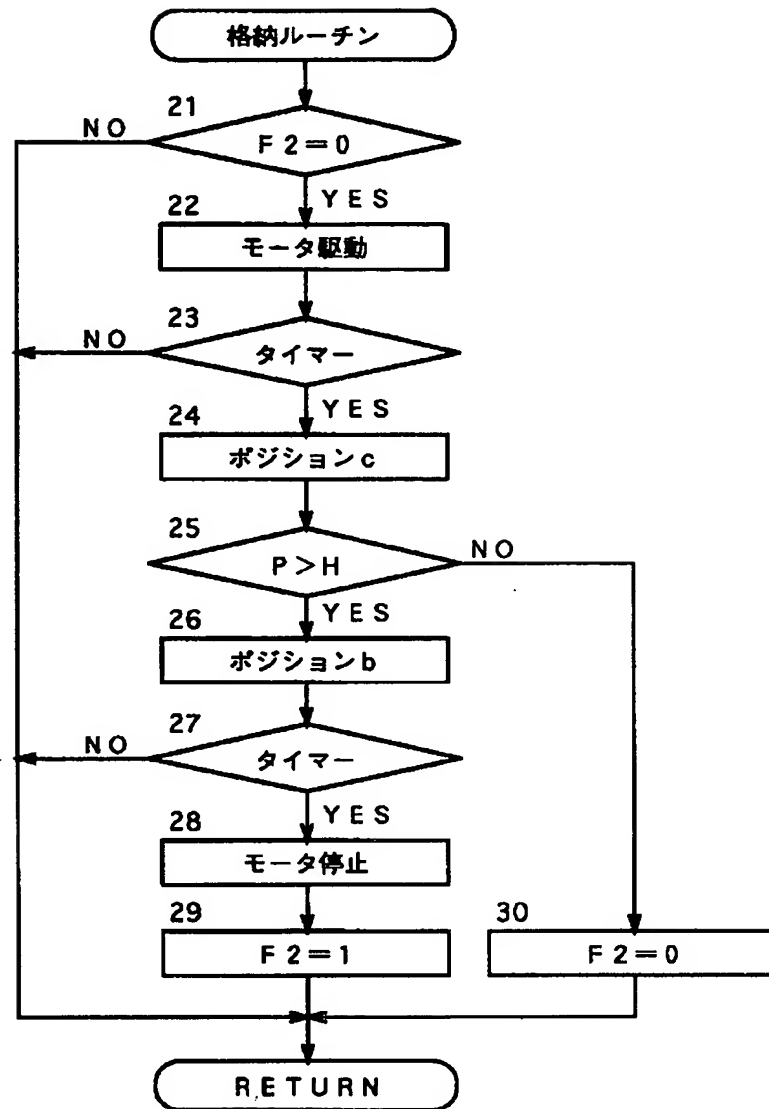 格納ルーチン
21
NO
F2=0
YES
22
モータ駆動
23
NO
タイマー
YES
24
ポジションc
25
P>H
NO
YES
26
ポジションb
27
NO
タイマー
YES
28
モータ停止
29
F2=1
30
F2=0
RETURN